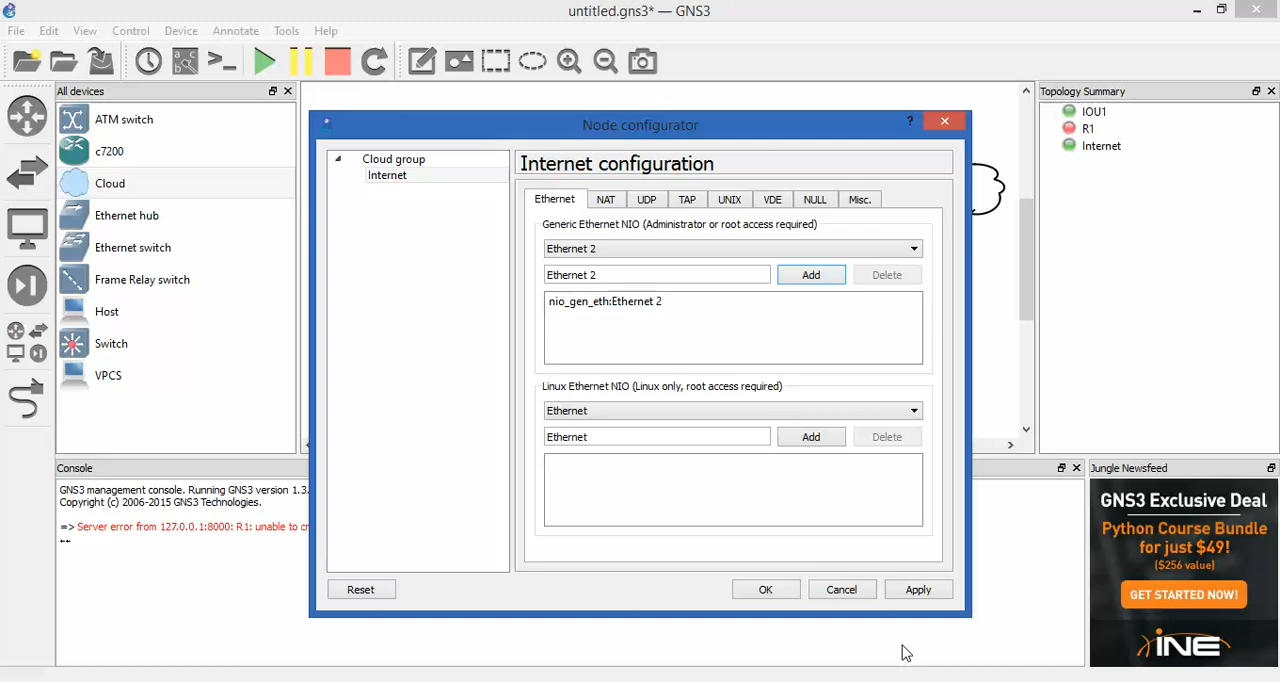 untitled.gns3* — GNS3
File Edit View Control Device Annotate Tools Help
All devices
ATM switch
c7200
Cloud
Ethernet hub
Ethernet switch
Frame Relay switch
Host
Switch
VPCS
Node configurator
?
Cloud group
Internet
Internet configuration
Ethernet NAT UDP TAP UNIX VDE NULL Misc.
Generic Ethernet NIO (Administrator or root access required)
Ethernet 2
Ethernet 2 Add Delete
nio_gen_eth:Ethernet 2
Linux Ethernet NIO (Linux only, root access required)
Ethernet
Ethernet Add Delete
Reset OK Cancel Apply
Topology Summary
IOU1
R1
Internet
Console
GNS3 management console. Running GNS3 version 1.3.
Copyright (c) 2006-2015 GNS3 Technologies.
=> Server error from 127.0.0.1:8000: R1: unable to cr
Jungle Newsfeed
GNS3 Exclusive Deal
Python Course Bundle
for just $49!
($256 value)
GET STARTED NOW!
INE